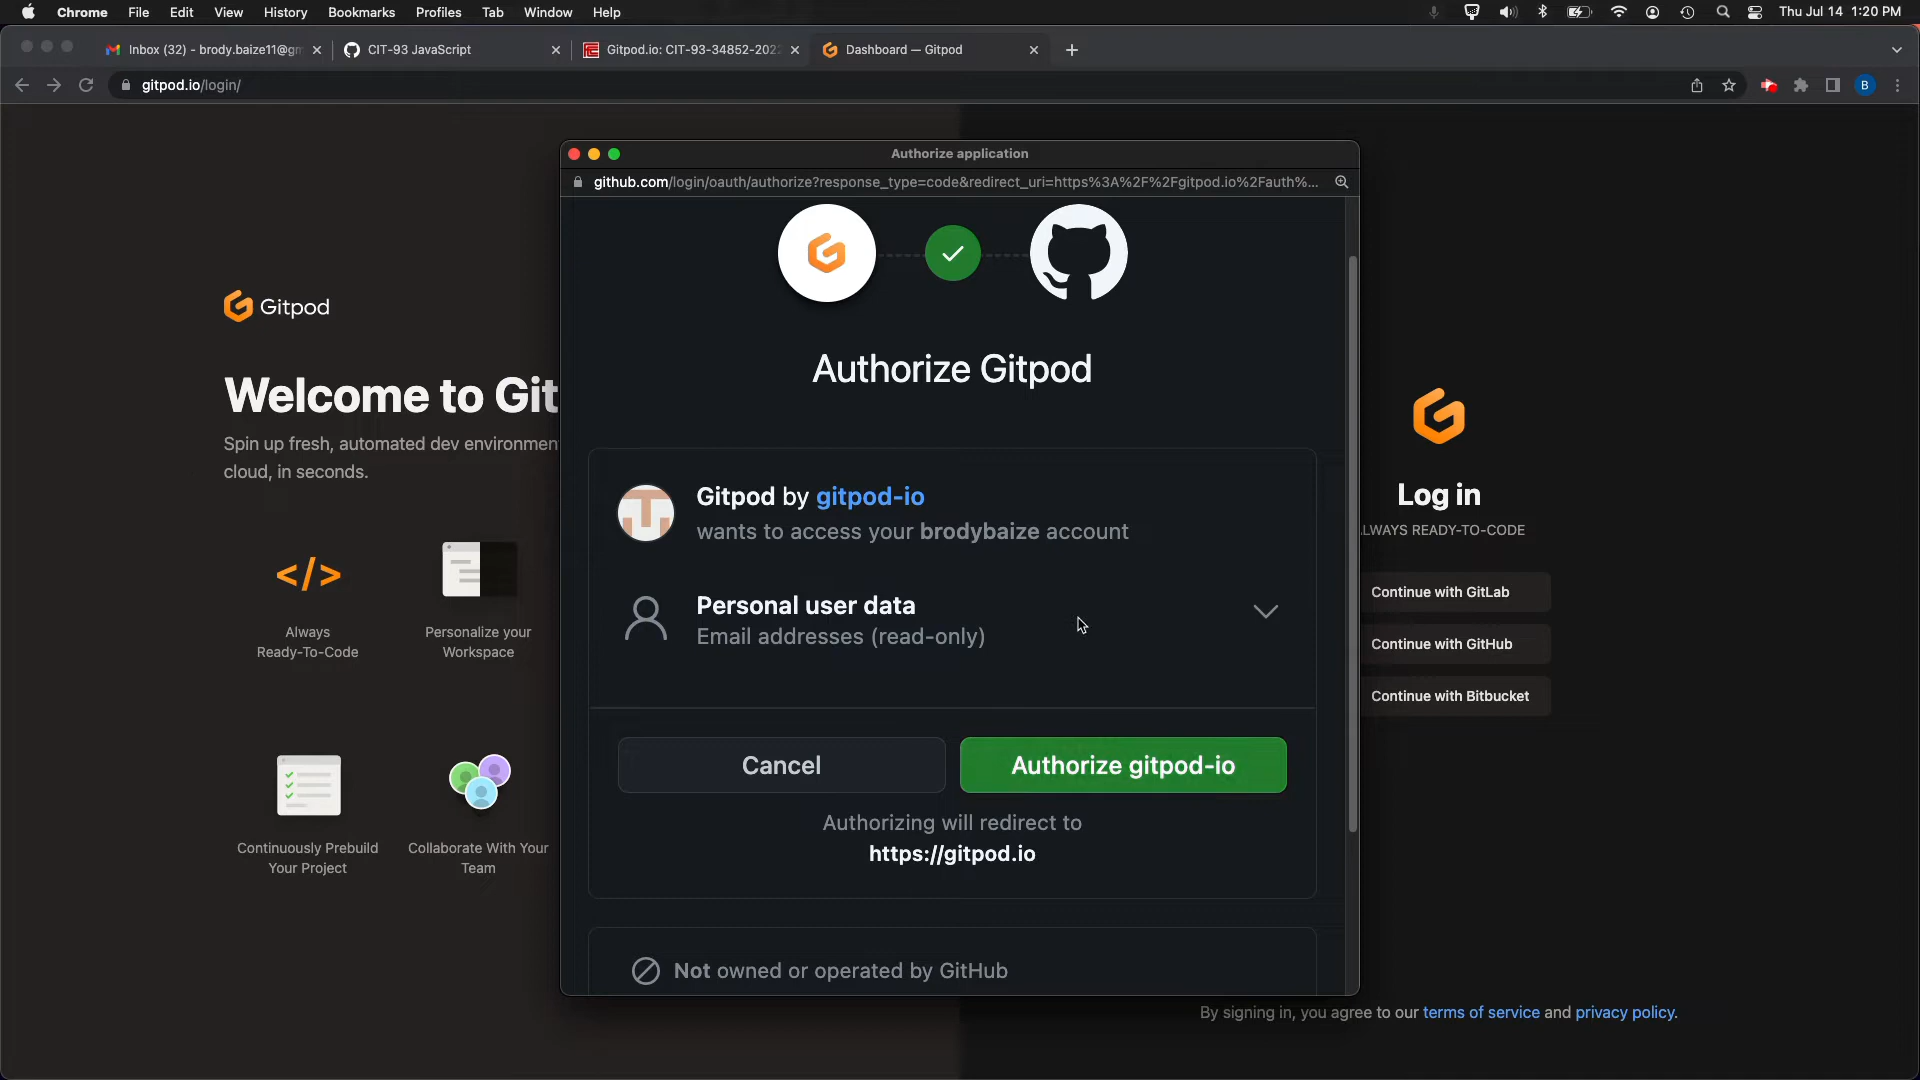 Chrome File Edit View History Bookmarks Profiles Tab Window Help Thu Jul 14 1:20 PM
Inbox (32) - brody.baize11@gm CIT-93 JavaScript Gitpod.io: CIT-93-34852-202 Dashboard — Gitpod
gitpod.io/login/
Authorize application
github.com/login/oauth/authorize?response_type=code&redirect_uri=https%3A%2F%2Fgitpod.io%2Fauth%...
Gitpod
Welcome to Git
Spin up fresh, automated dev environmen
cloud, in seconds.
Always
Ready-To-Code
Personalize your
Workspace
Continuously Prebuild
Your Project
Collaborate With Your
Team
Authorize Gitpod
Gitpod by gitpod-io
wants to access your brodybaize account
Personal user data
Email addresses (read-only)
Cancel
Authorize gitpod-io
Authorizing will redirect to
https://gitpod.io
Not owned or operated by GitHub
Log in
LWAYS READY-TO-CODE
Continue with GitLab
Continue with GitHub
Continue with Bitbucket
By signing in, you agree to our terms of service and privacy policy.
B